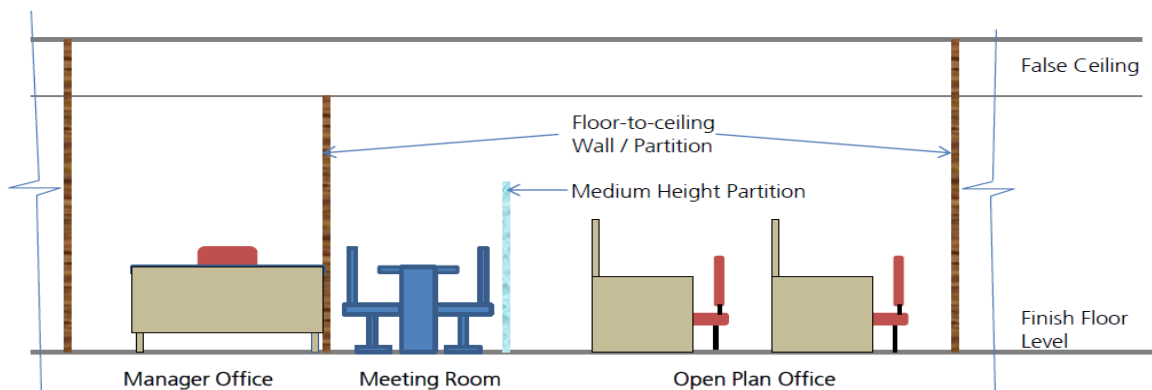 False Ceiling
Floor-to-ceiling
Wall / Partition
Medium Height Partition
Finish Floor
Level
Manager Office
Meeting Room
Open Plan Office